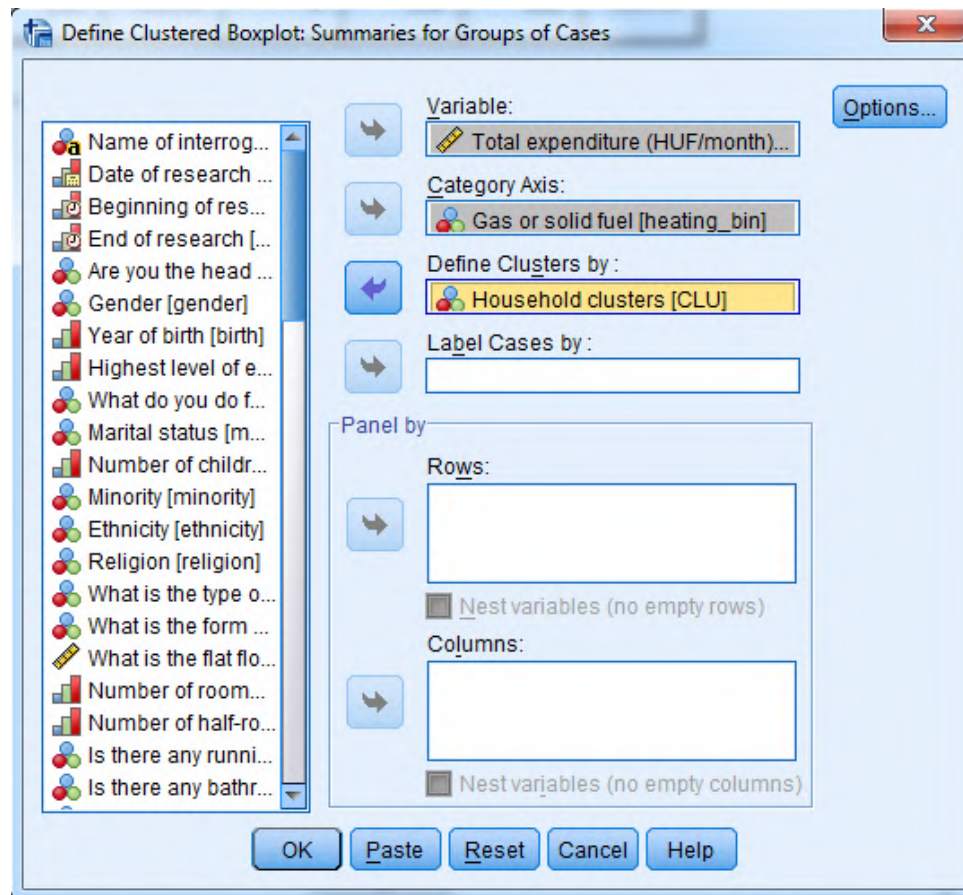 Define Clustered Boxplot: Summaries for Groups of Cases
Name of interrog...
Date of research ...
Beginning of res...
End of research [...
Are you the head ...
Gender [gender]
Year of birth [birth]
Highest level of e...
What do you do f...
Marital status [m...
Number of childr...
Minority [minority]
Ethnicity [ethnicity]
Religion [religion]
What is the type o...
What is the form ...
What is the flat flo...
Number of room...
Number of half-ro...
Is there any runni...
Is there any bathr...
Variable:
Total expenditure (HUF/month)...
Category Axis:
Gas or solid fuel [heating_bin]
Define Clusters by :
Household clusters [CLU]
Label Cases by :
Panel by
Rows:
Nest variables (no empty rows)
Columns:
Nest variables (no empty columns)
Options...
OK
Paste
Reset
Cancel
Help